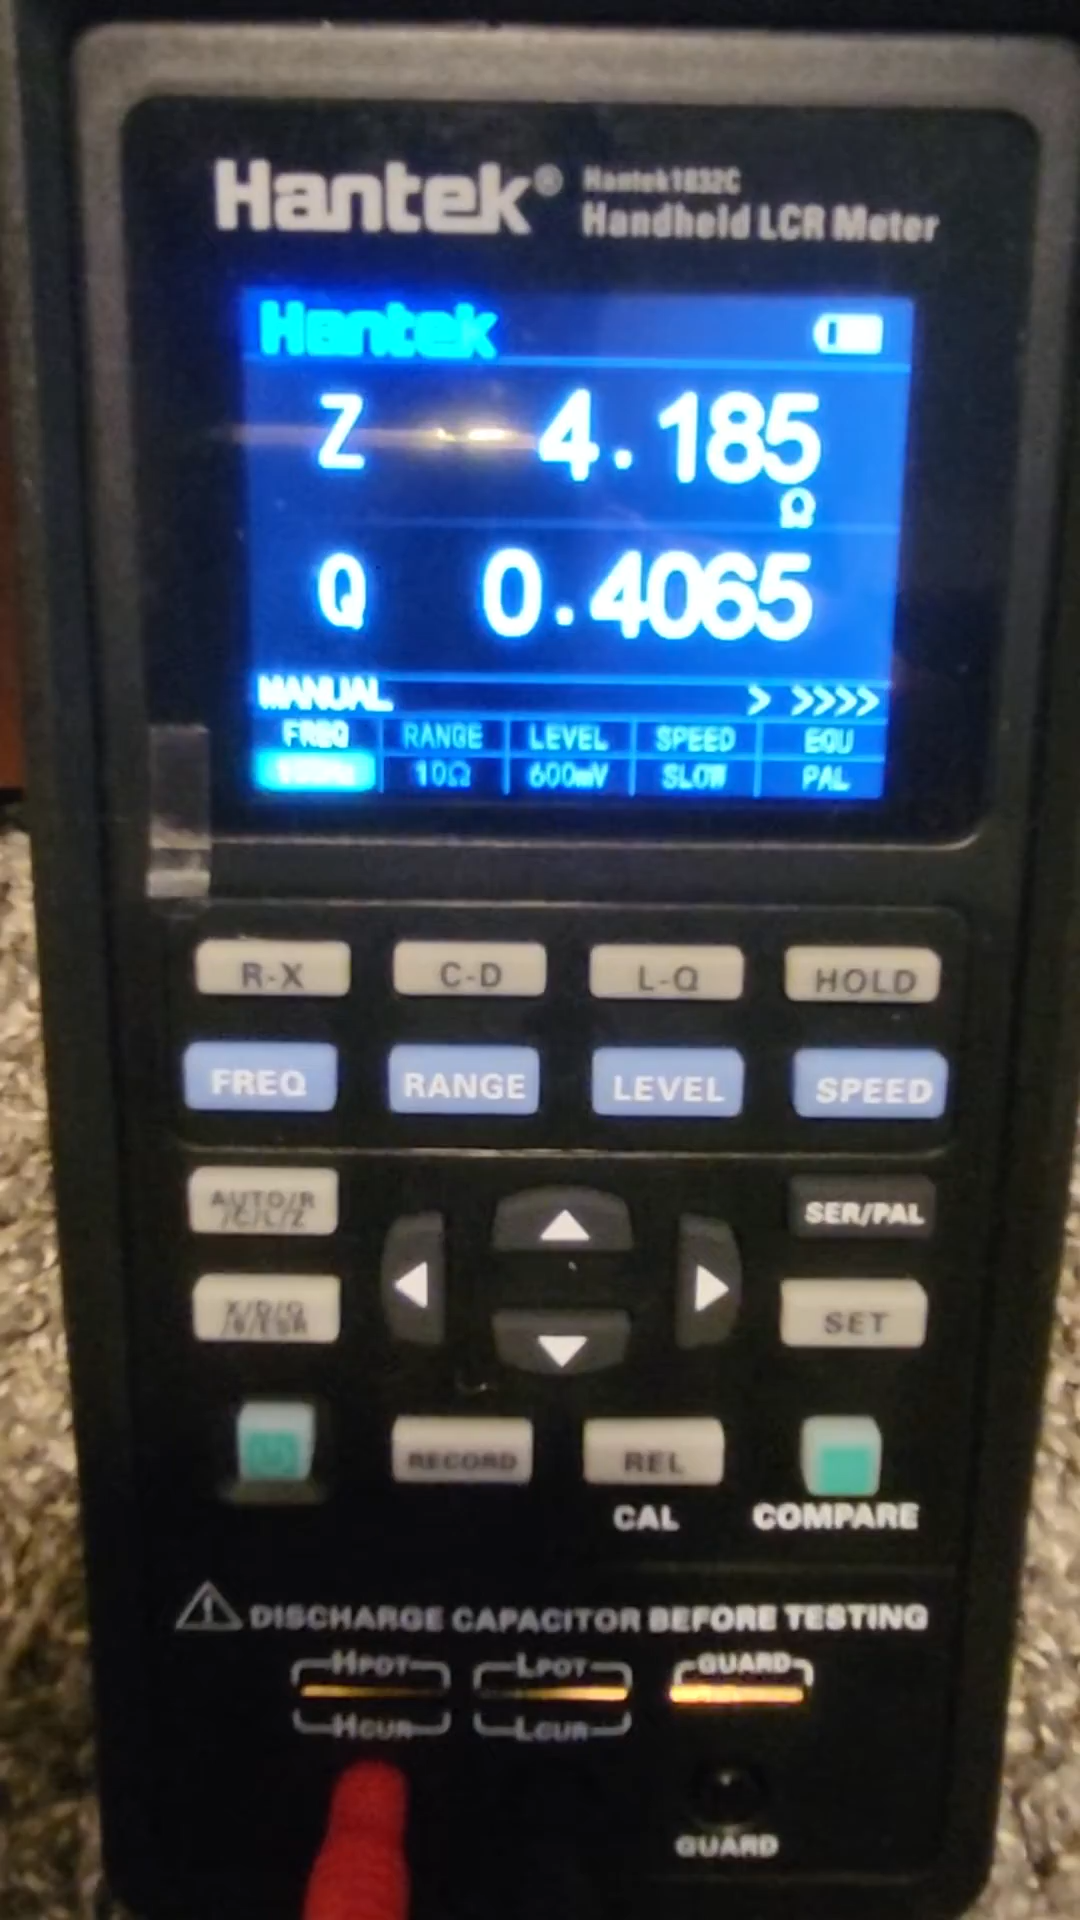 Hantek® Hantek1832C
Handheld LCR Meter
Hantek
Z 4.185
Ω
Q 0.4065
MANUAL > >>>>
FREQ RANGE LEVEL SPEED EQU
10Ω 600mV SLOW PAL
R-X C-D L-Q HOLD
FREQ RANGE LEVEL SPEED
AUTO/R
/C/L/Z
SER/PAL
SET
RECORD REL
CAL COMPARE
DISCHARGE CAPACITOR BEFORE TESTING
HPOT LPOT GUARD
HCUR LCUR
GUARD